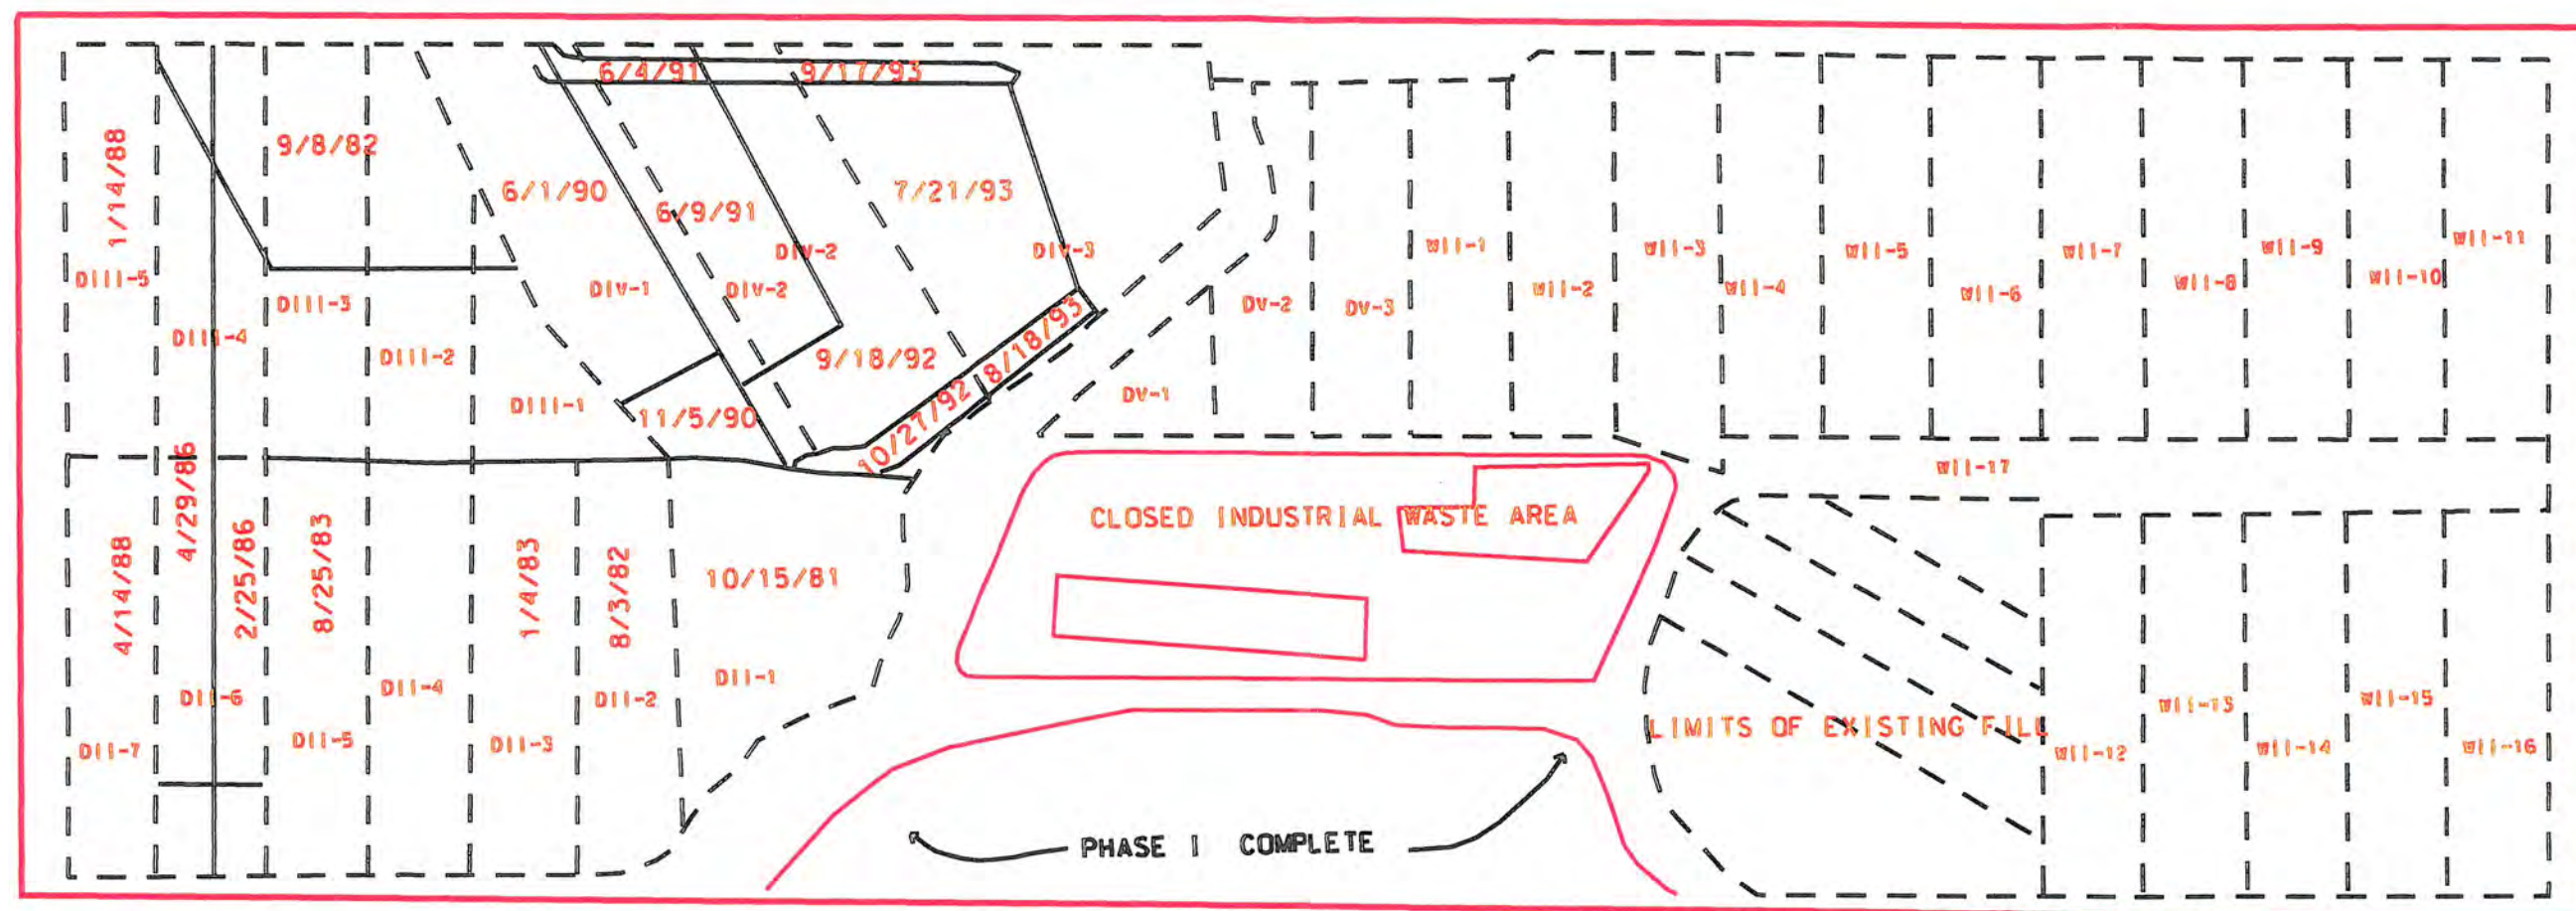 6/4/91
9/17/93
9/8/82
1/14/88
6/1/90
6/9/91
7/21/93
DIV-2
DIV-3
WII-1
WII-2
WII-3
WII-4
WII-5
WII-6
WII-7
WII-8
WII-9
WII-10
WII-11
DIII-5
DIII-4
DIII-3
DIII-2
DIII-1
DIV-1
DIV-2
DV-2
DV-3
DV-1
9/18/92
8/18/93
10/27/92
11/5/90
WII-17
4/14/88
4/29/86
2/25/86
8/25/83
1/4/83
8/3/82
10/15/81
CLOSED INDUSTRIAL WASTE AREA
DII-7
DII-6
DII-5
DII-4
DII-3
DII-2
DII-1
LIMITS OF EXISTING FILL
WII-12
WII-13
WII-14
WII-15
WII-16
PHASE I COMPLETE